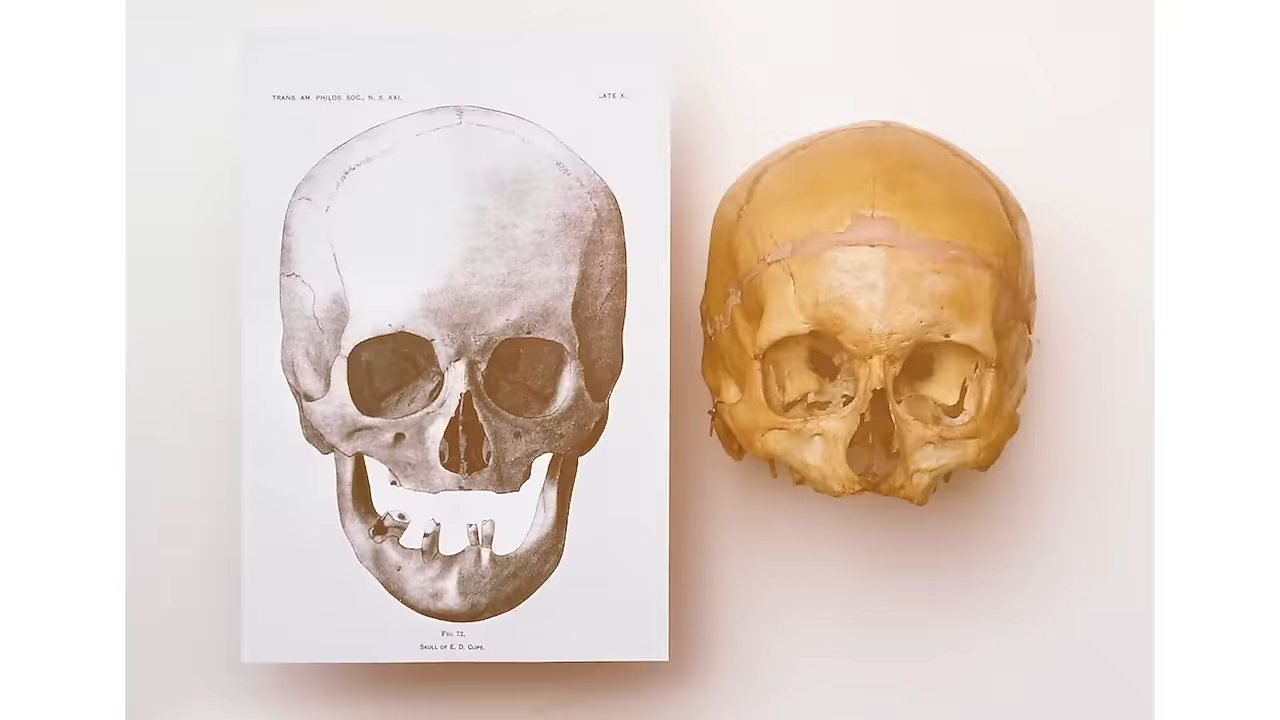 TRANS. AM. PHILOS. SOC., N. S. XXI.
LATE X.
FIG. 72.
SKULL OF E. D. COPE.